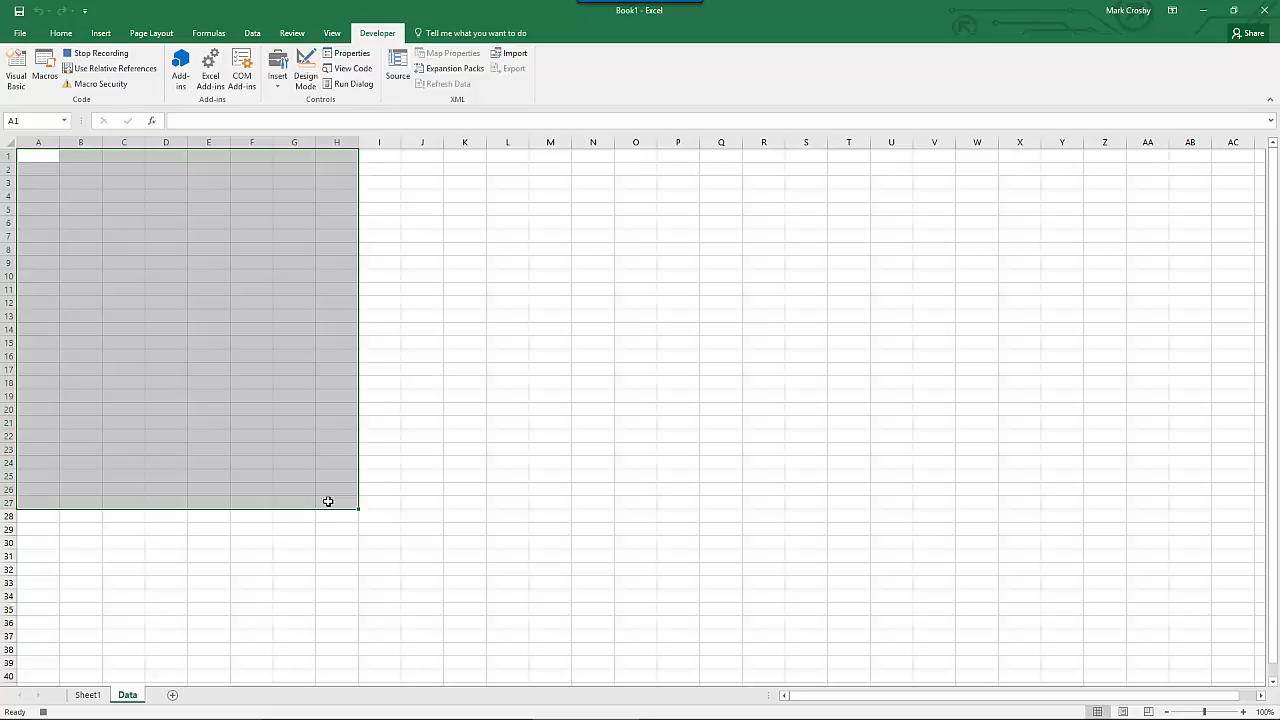 Book1 - Excel
Mark Crosby
File Home Insert Page Layout Formulas Data Review View Developer Tell me what you want to do Share
Visual Basic
Macros
Stop Recording
Use Relative References
Macro Security
Code
Add-ins
Excel Add-ins
COM Add-ins
Add-ins
Insert
Design Mode
Properties
View Code
Run Dialog
Controls
Source
Map Properties
Expansion Packs
Refresh Data
Import
Export
XML
A1 fx
A B C D E F G H I J K L M N O P Q R S T U V W X Y Z AA AB AC
1
2
3
4
5
6
7
8
9
10
11
12
13
14
15
16
17
18
19
20
21
22
23
24
25
26
27
28
29
30
31
32
33
34
35
36
37
38
39
40
Sheet1 Data
Ready 100%